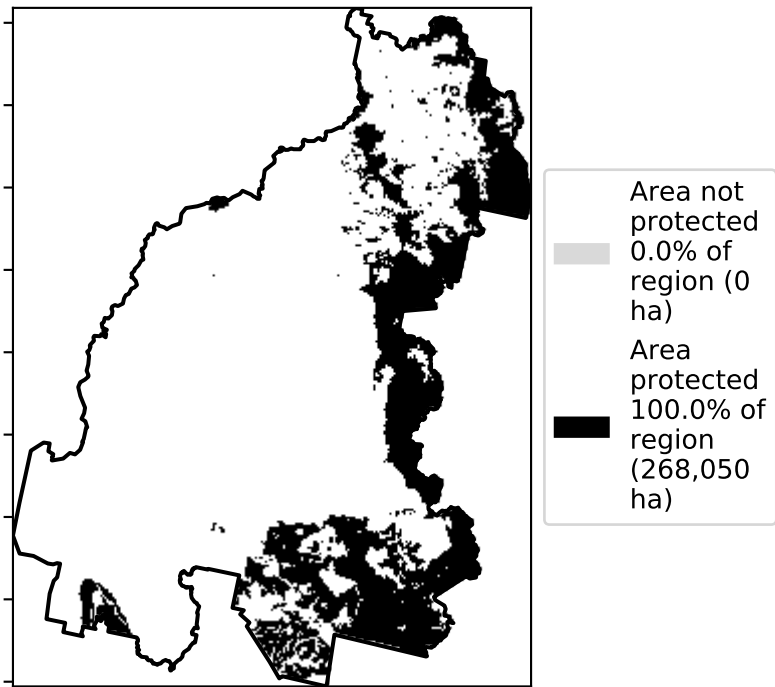 Area not
protected
0.0% of
region (0
ha)
Area
protected
100.0% of
region
(268,050
ha)